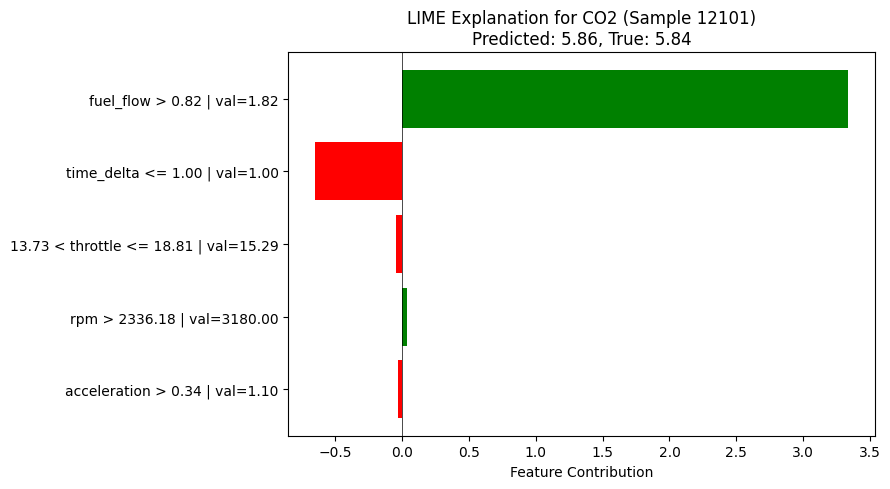 LIME Explanation for CO2 (Sample 12101)
Predicted: 5.86, True: 5.84
fuel_flow > 0.82 | val=1.82
time_delta <= 1.00 | val=1.00
13.73 < throttle <= 18.81 | val=15.29
rpm > 2336.18 | val=3180.00
acceleration > 0.34 | val=1.10
−0.5 0.0 0.5 1.0 1.5 2.0 2.5 3.0 3.5
Feature Contribution